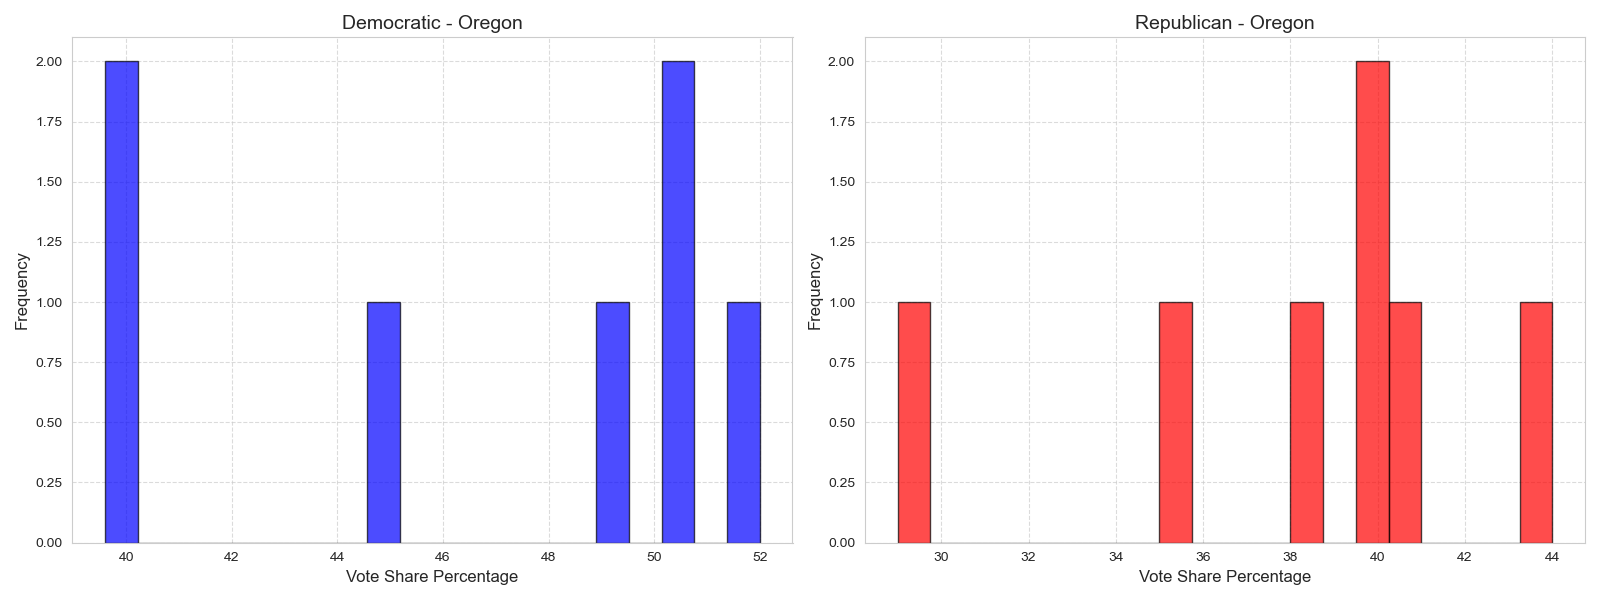 Democratic - Oregon
2.00
1.75
1.50
1.25
1.00
0.75
0.50
0.25
0.00
Frequency
40 42 44 46 48 50 52
Vote Share Percentage
Republican - Oregon
2.00
1.75
1.50
1.25
1.00
0.75
0.50
0.25
0.00
Frequency
30 32 34 36 38 40 42 44
Vote Share Percentage